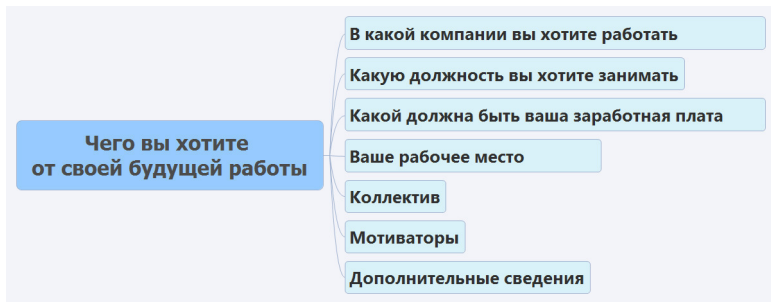 Чего вы хотите
от своей будущей работы
В какой компании вы хотите работать
Какую должность вы хотите занимать
Какой должна быть ваша заработная плата
Ваше рабочее место
Коллектив
Мотиваторы
Дополнительные сведения